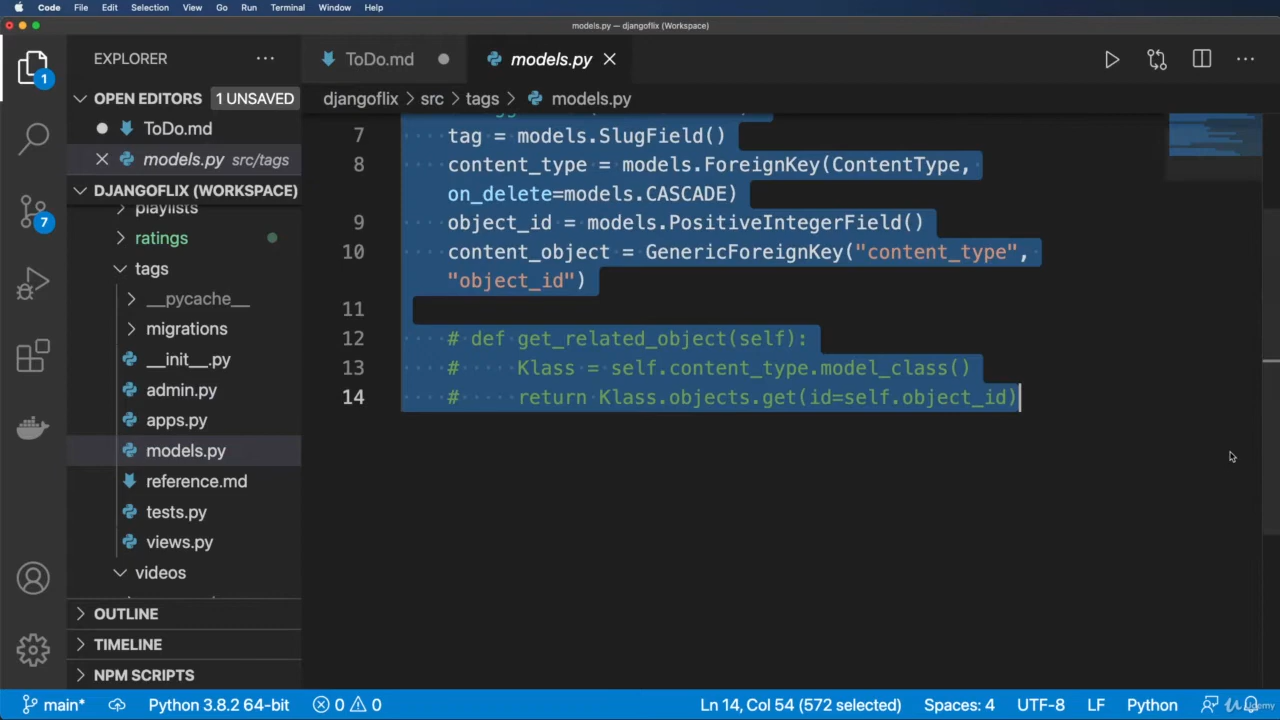 Code File Edit Selection View Go Run Terminal Window Help
models.py — djangoflix (Workspace)
EXPLORER
ToDo.md
models.py
OPEN EDITORS 1 UNSAVED
djangoflix > src > tags > models.py
ToDo.md
models.py src/tags
DJANGOFLIX (WORKSPACE)
playlists
ratings
tags
__pycache__
migrations
__init__.py
admin.py
apps.py
models.py
reference.md
tests.py
views.py
videos
OUTLINE
TIMELINE
NPM SCRIPTS
1
7
7 tag = models.SlugField()
8 content_type = models.ForeignKey(ContentType,
on_delete=models.CASCADE)
9 object_id = models.PositiveIntegerField()
10 content_object = GenericForeignKey("content_type",
"object_id")
11
12 # def get_related_object(self):
13 #     Klass = self.content_type.model_class()
14 #     return Klass.objects.get(id=self.object_id)
main* Python 3.8.2 64-bit 0 0 Ln 14, Col 54 (572 selected) Spaces: 4 UTF-8 LF Python
Udemy